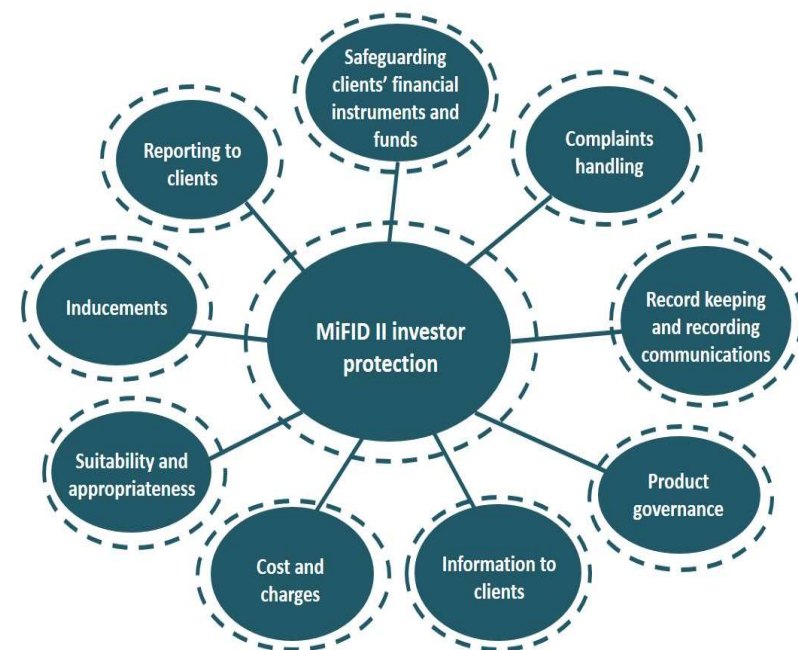 Safeguarding
clients’ financial
instruments and
funds
Complaints
handling
Reporting to
clients
Inducements
MiFID II investor
protection
Record keeping
and recording
communications
Suitability and
appropriateness
Product
governance
Cost and
charges
Information to
clients